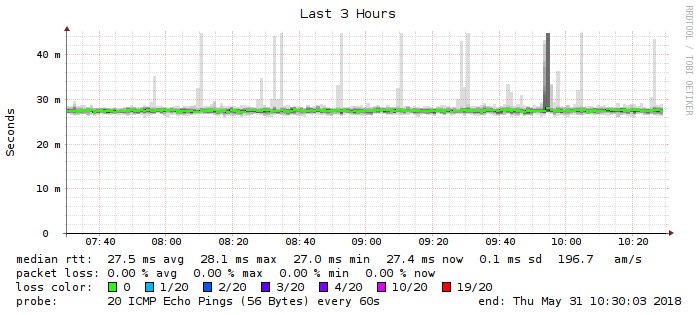 Last 3 Hours
RRDTOOL / TOBI OETIKER
Seconds
40 m
30 m
20 m
10 m
0
07:40 08:00 08:20 08:40 09:00 09:20 09:40 10:00 10:20
median rtt: 27.5 ms avg 28.1 ms max 27.0 ms min 27.4 ms now 0.1 ms sd 196.7 am/s
packet loss: 0.00 % avg 0.00 % max 0.00 % min 0.00 % now
loss color: 0 1/20 2/20 3/20 4/20 10/20 19/20
probe: 20 ICMP Echo Pings (56 Bytes) every 60s end: Thu May 31 10:30:03 2018